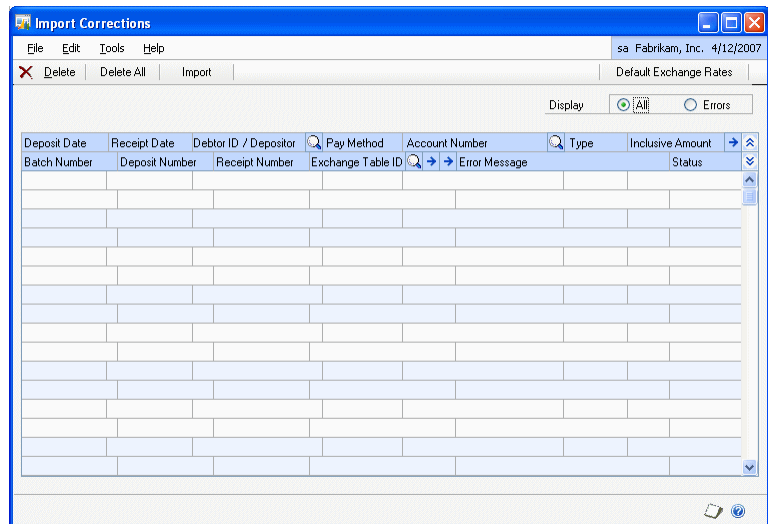 Import Corrections
File Edit Tools Help sa Fabrikam, Inc. 4/12/2007
Delete Delete All Import Default Exchange Rates
Display All Errors
Deposit Date Receipt Date Debtor ID / Depositor Pay Method Account Number Type Inclusive Amount
Batch Number Deposit Number Receipt Number Exchange Table ID Error Message Status